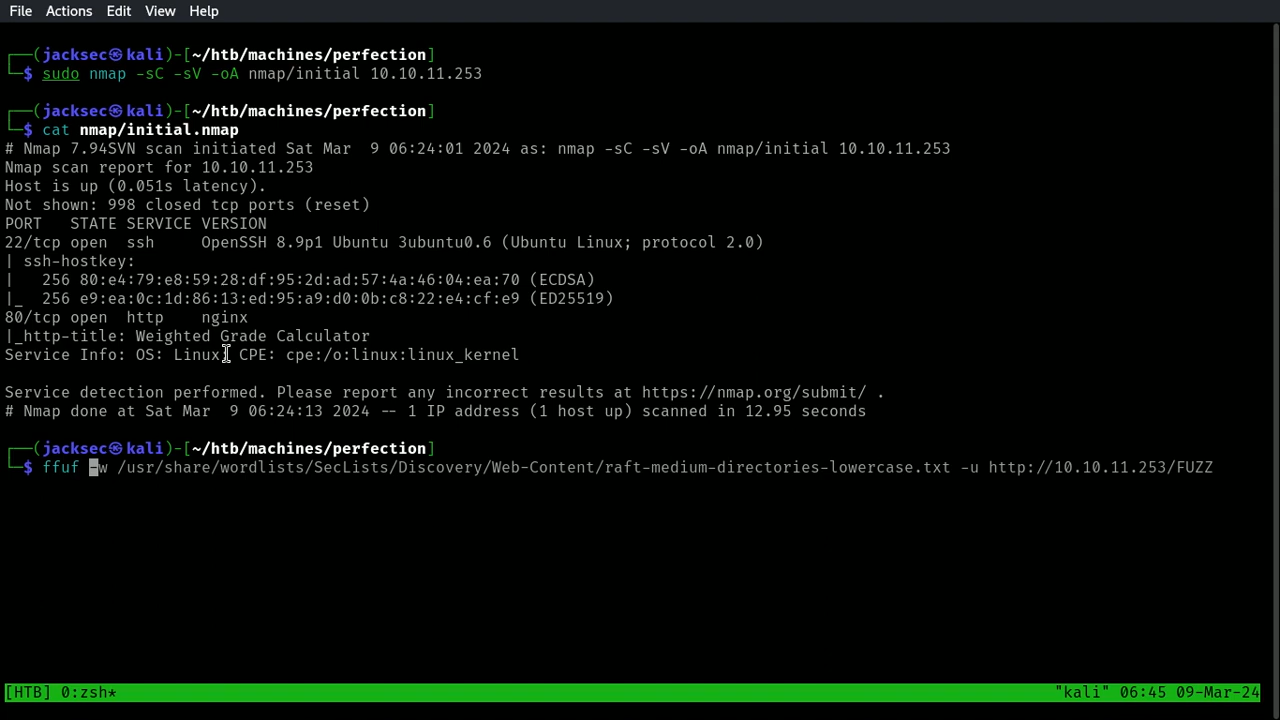 File Actions Edit View Help
┌──(jacksec㉿kali)-[~/htb/machines/perfection]
└─$ sudo nmap -sC -sV -oA nmap/initial 10.10.11.253
┌──(jacksec㉿kali)-[~/htb/machines/perfection]
└─$ cat nmap/initial.nmap
# Nmap 7.94SVN scan initiated Sat Mar  9 06:24:01 2024 as: nmap -sC -sV -oA nmap/initial 10.10.11.253
Nmap scan report for 10.10.11.253
Host is up (0.051s latency).
Not shown: 998 closed tcp ports (reset)
PORT   STATE SERVICE VERSION
22/tcp open  ssh     OpenSSH 8.9p1 Ubuntu 3ubuntu0.6 (Ubuntu Linux; protocol 2.0)
| ssh-hostkey:
|   256 80:e4:79:e8:59:28:df:95:2d:ad:57:4a:46:04:ea:70 (ECDSA)
|_  256 e9:ea:0c:1d:86:13:ed:95:a9:d0:0b:c8:22:e4:cf:e9 (ED25519)
80/tcp open  http    nginx
|_http-title: Weighted Grade Calculator
Service Info: OS: Linux; CPE: cpe:/o:linux:linux_kernel
Service detection performed. Please report any incorrect results at https://nmap.org/submit/ .
# Nmap done at Sat Mar  9 06:24:13 2024 -- 1 IP address (1 host up) scanned in 12.95 seconds
┌──(jacksec㉿kali)-[~/htb/machines/perfection]
└─$ ffuf -w /usr/share/wordlists/SecLists/Discovery/Web-Content/raft-medium-directories-lowercase.txt -u http://10.10.11.253/FUZZ
[HTB] 0:zsh* "kali" 06:45 09-Mar-24